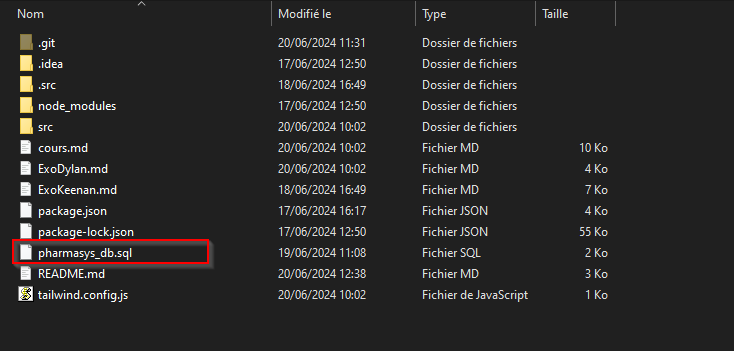 Nom Modifié le Type Taille
.git 20/06/2024 11:31 Dossier de fichiers
.idea 17/06/2024 12:50 Dossier de fichiers
.src 18/06/2024 16:49 Dossier de fichiers
node_modules 17/06/2024 12:50 Dossier de fichiers
src 20/06/2024 10:02 Dossier de fichiers
cours.md 20/06/2024 10:02 Fichier MD 10 Ko
ExoDylan.md 20/06/2024 10:02 Fichier MD 4 Ko
ExoKeenan.md 18/06/2024 16:49 Fichier MD 7 Ko
package.json 17/06/2024 16:17 Fichier JSON 4 Ko
package-lock.json 17/06/2024 12:50 Fichier JSON 55 Ko
pharmasys_db.sql 19/06/2024 11:08 Fichier SQL 2 Ko
README.md 20/06/2024 12:38 Fichier MD 3 Ko
tailwind.config.js 20/06/2024 10:02 Fichier de JavaScript 1 Ko